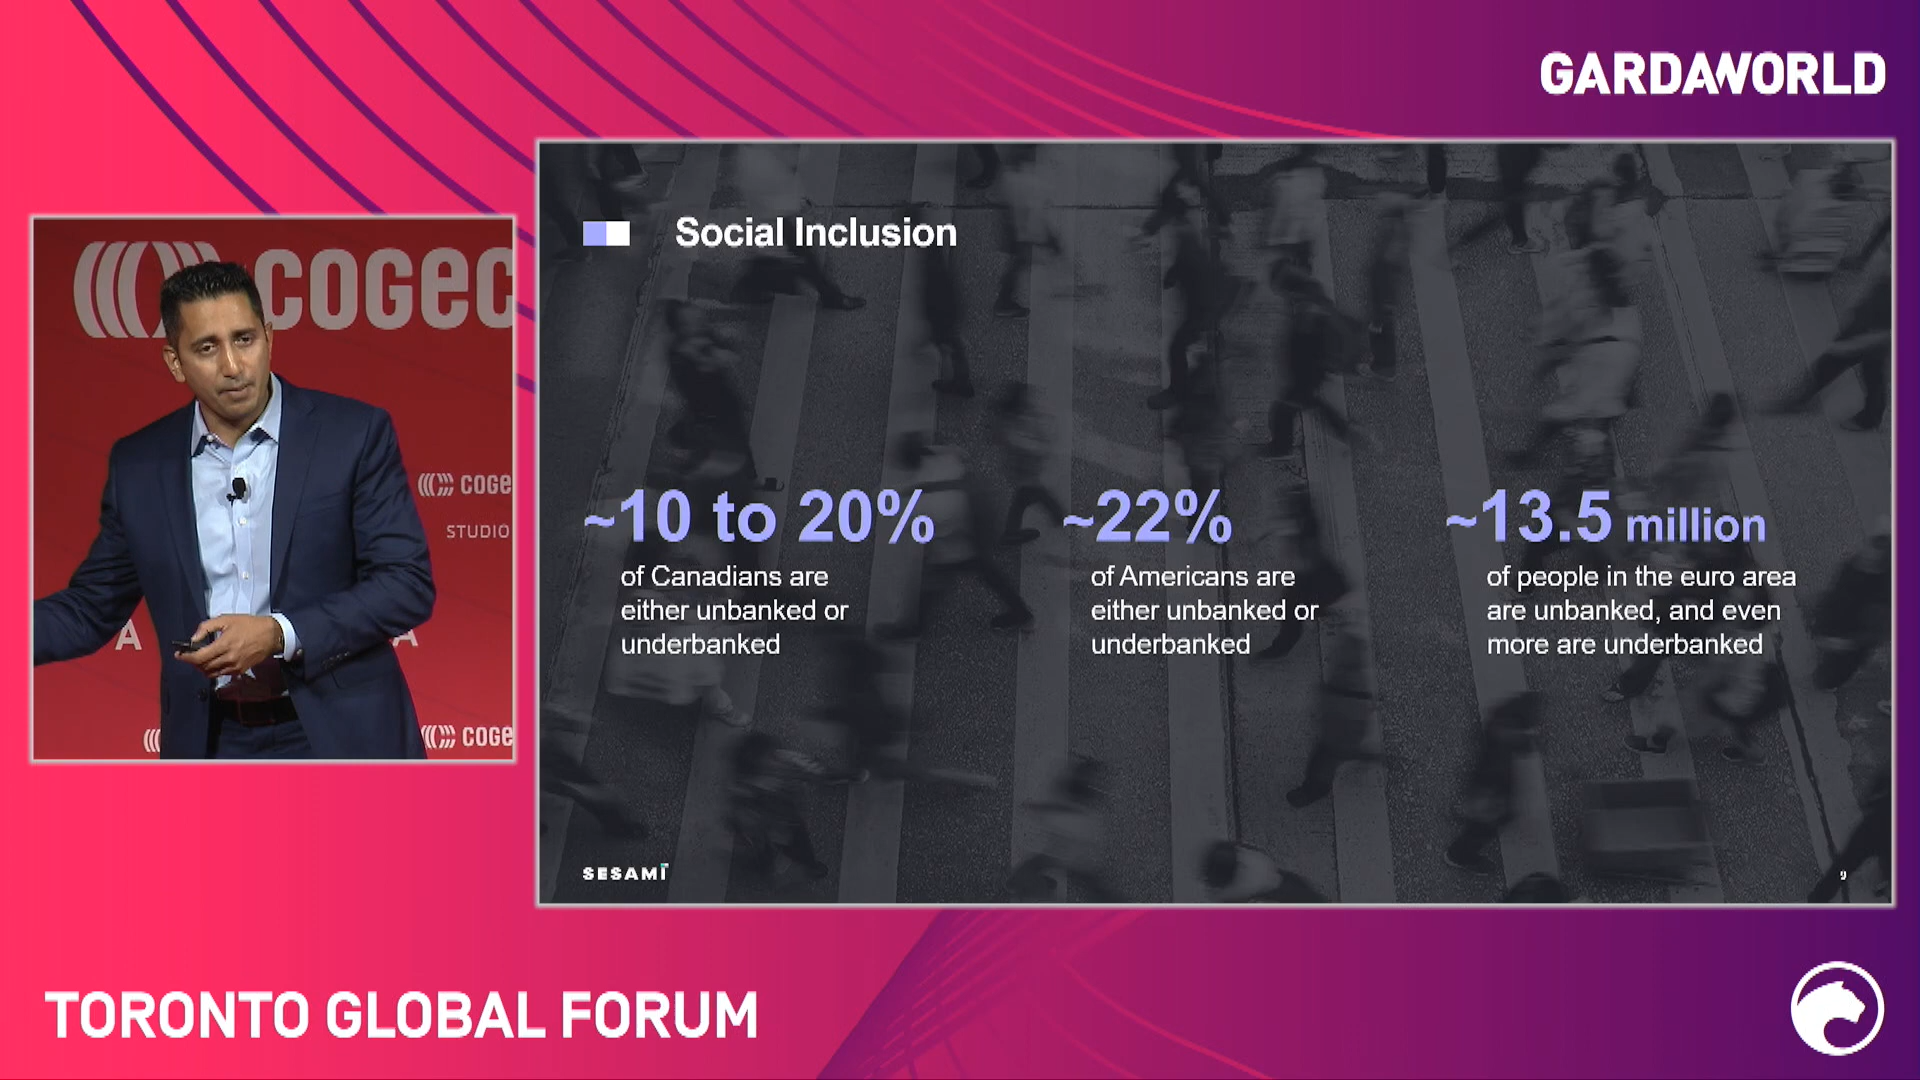 GARDAWORLD
COGEC
COGE
STUDIO
A
A
COGE
Social Inclusion
~10 to 20%
of Canadians are
either unbanked or
underbanked
~22%
of Americans are
either unbanked or
underbanked
~13.5 million
of people in the euro area
are unbanked, and even
more are underbanked
SESAMI
9
TORONTO GLOBAL FORUM